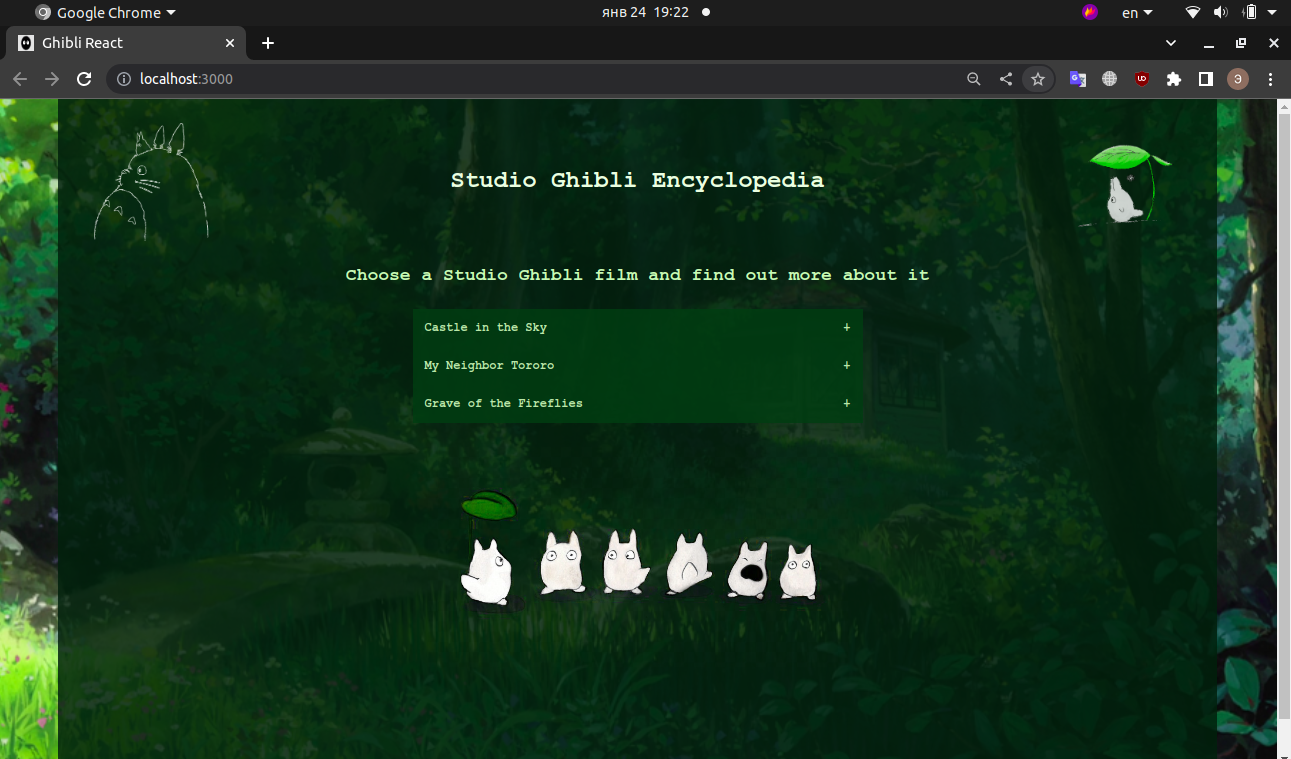 Google Chrome
янв 24 19:22
en
Ghibli React
localhost:3000
G
UD
Э
Studio Ghibli Encyclopedia
Choose a Studio Ghibli film and find out more about it
Castle in the Sky +
My Neighbor Tororo +
Grave of the Fireflies +